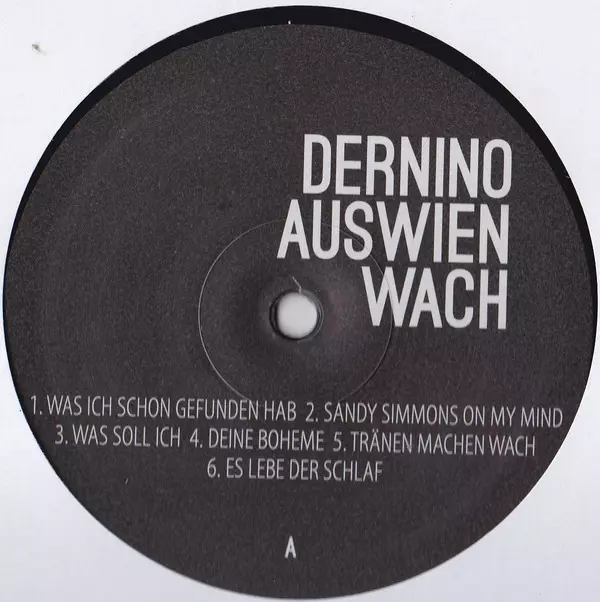 DERNINO
AUSWIEN
WACH
1. WAS ICH SCHON GEFUNDEN HAB 2. SANDY SIMMONS ON MY MIND
3. WAS SOLL ICH 4. DEINE BOHEME 5. TRÄNEN MACHEN WACH
6. ES LEBE DER SCHLAF
A